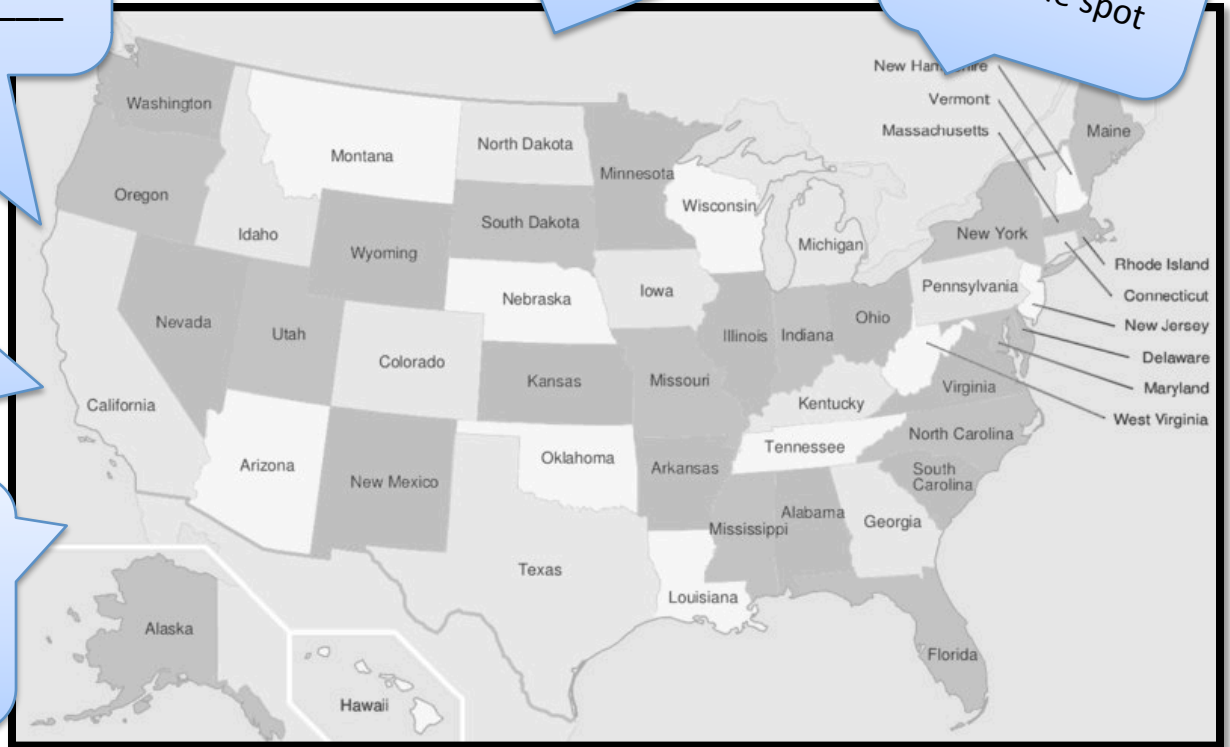 spot
New Hampshire
Vermont
Massachusetts
Maine
Washington
Montana
North Dakota
Minnesota
Oregon
Idaho
Wyoming
South Dakota
Wisconsin
Michigan
New York
Rhode Island
Connecticut
New Jersey
Delaware
Maryland
West Virginia
Nebraska
Iowa
Pennsylvania
Nevada
Utah
Colorado
Kansas
Missouri
Illinois
Indiana
Ohio
Kentucky
Virginia
California
Arizona
New Mexico
Oklahoma
Arkansas
Tennessee
North Carolina
South
Carolina
Mississippi
Alabama
Georgia
Texas
Louisiana
Florida
Alaska
Hawaii